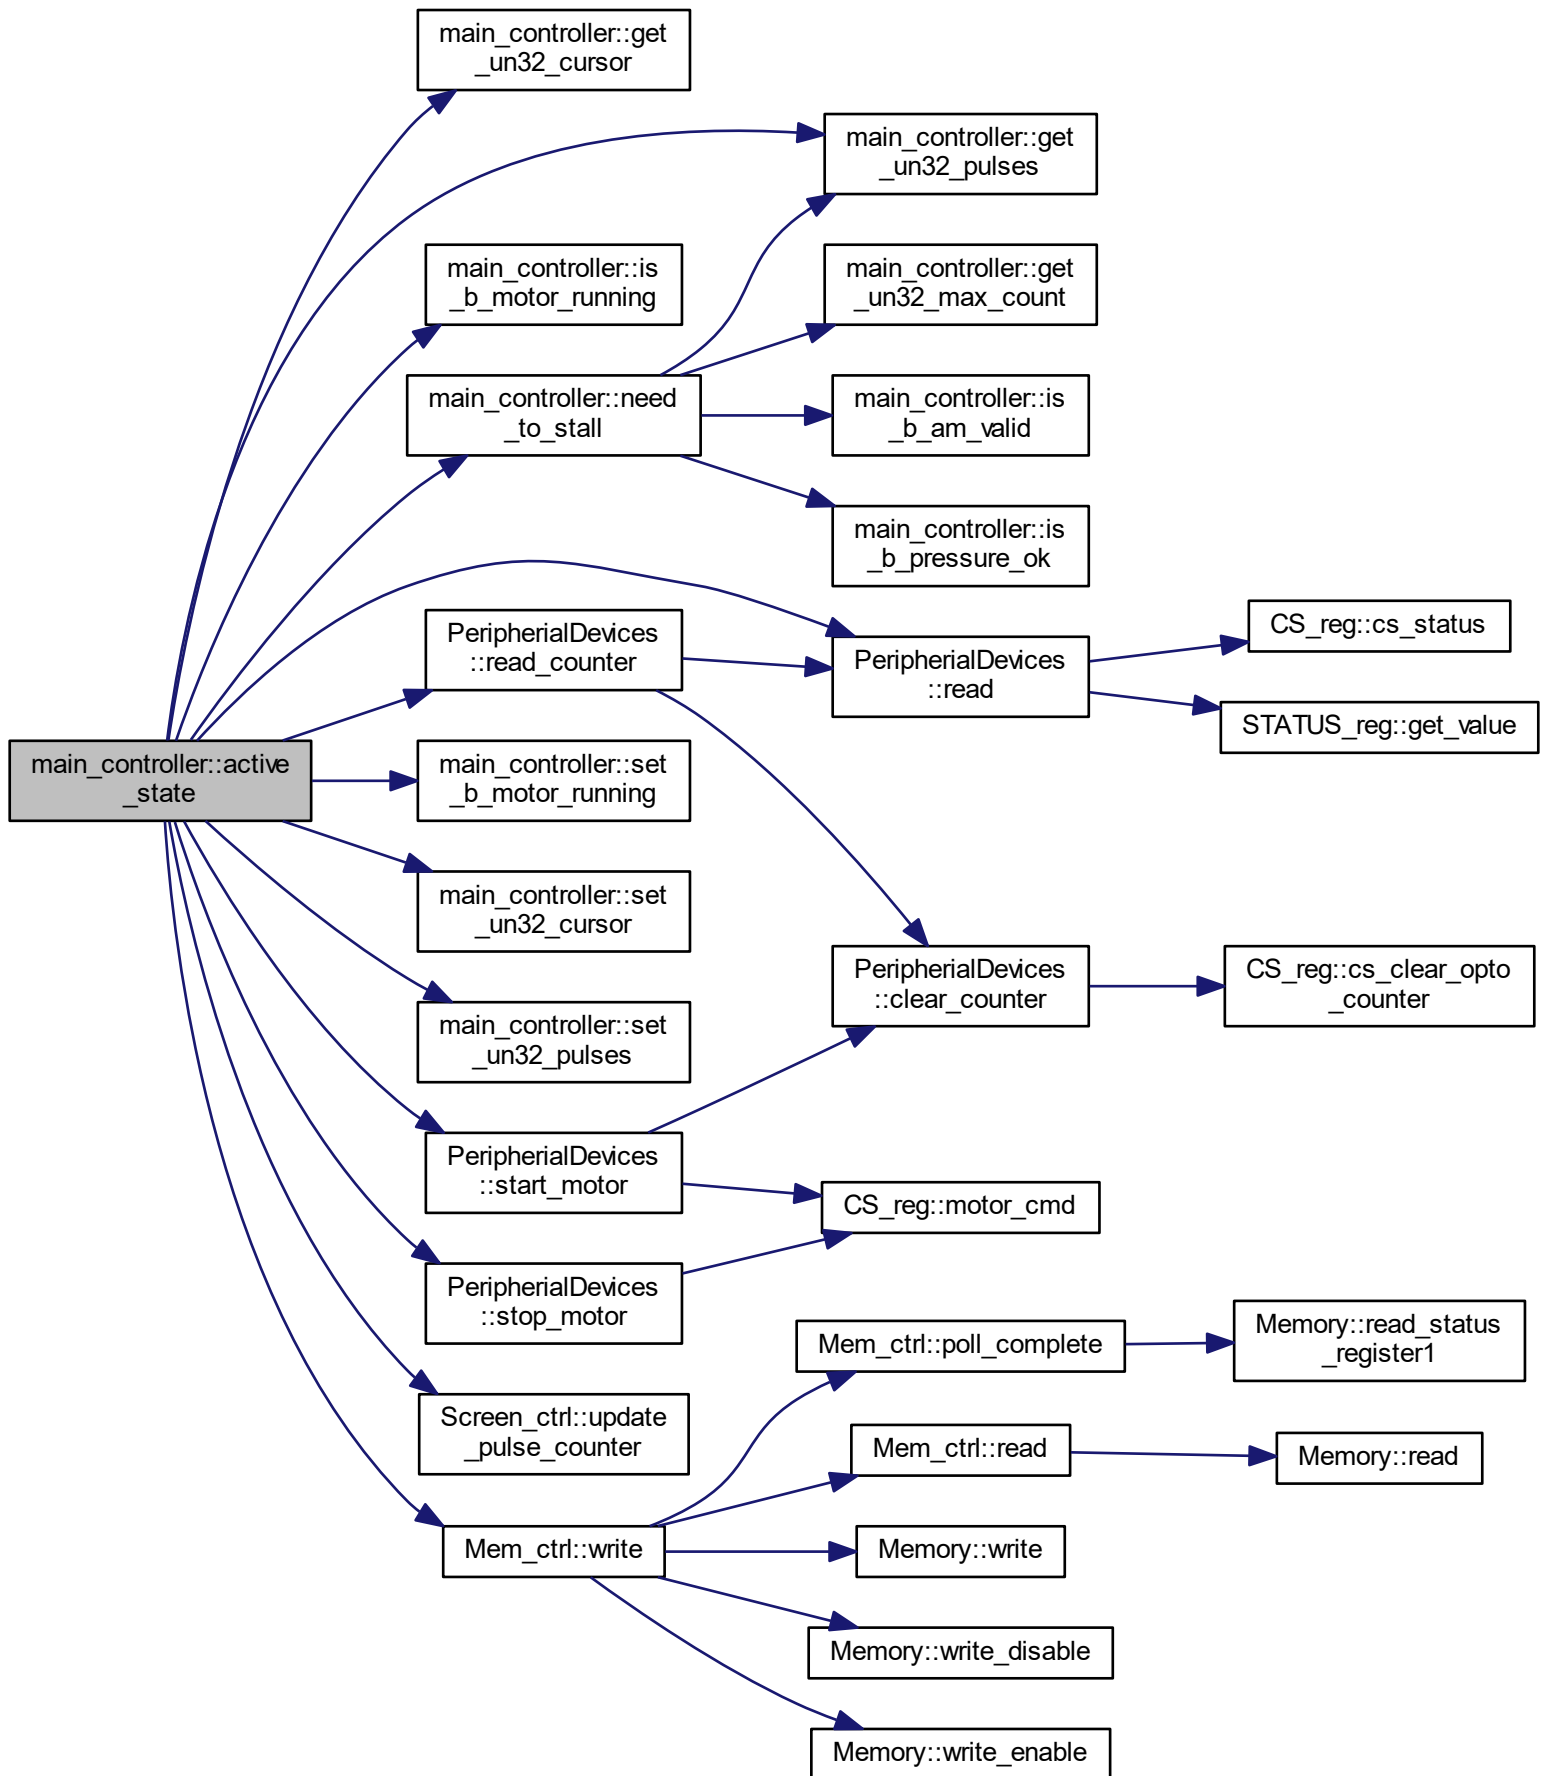 main_controller::get
_un32_cursor
main_controller::get
_un32_pulses
main_controller::is
_b_motor_running
main_controller::get
_un32_max_count
main_controller::need
_to_stall
main_controller::is
_b_am_valid
main_controller::is
_b_pressure_ok
PeripherialDevices
::read_counter
PeripherialDevices
::read
CS_reg::cs_status
STATUS_reg::get_value
main_controller::active
_state
main_controller::set
_b_motor_running
main_controller::set
_un32_cursor
PeripherialDevices
::clear_counter
CS_reg::cs_clear_opto
_counter
main_controller::set
_un32_pulses
PeripherialDevices
::start_motor
CS_reg::motor_cmd
PeripherialDevices
::stop_motor
Mem_ctrl::poll_complete
Memory::read_status
_register1
Screen_ctrl::update
_pulse_counter
Mem_ctrl::read
Memory::read
Mem_ctrl::write
Memory::write
Memory::write_disable
Memory::write_enable